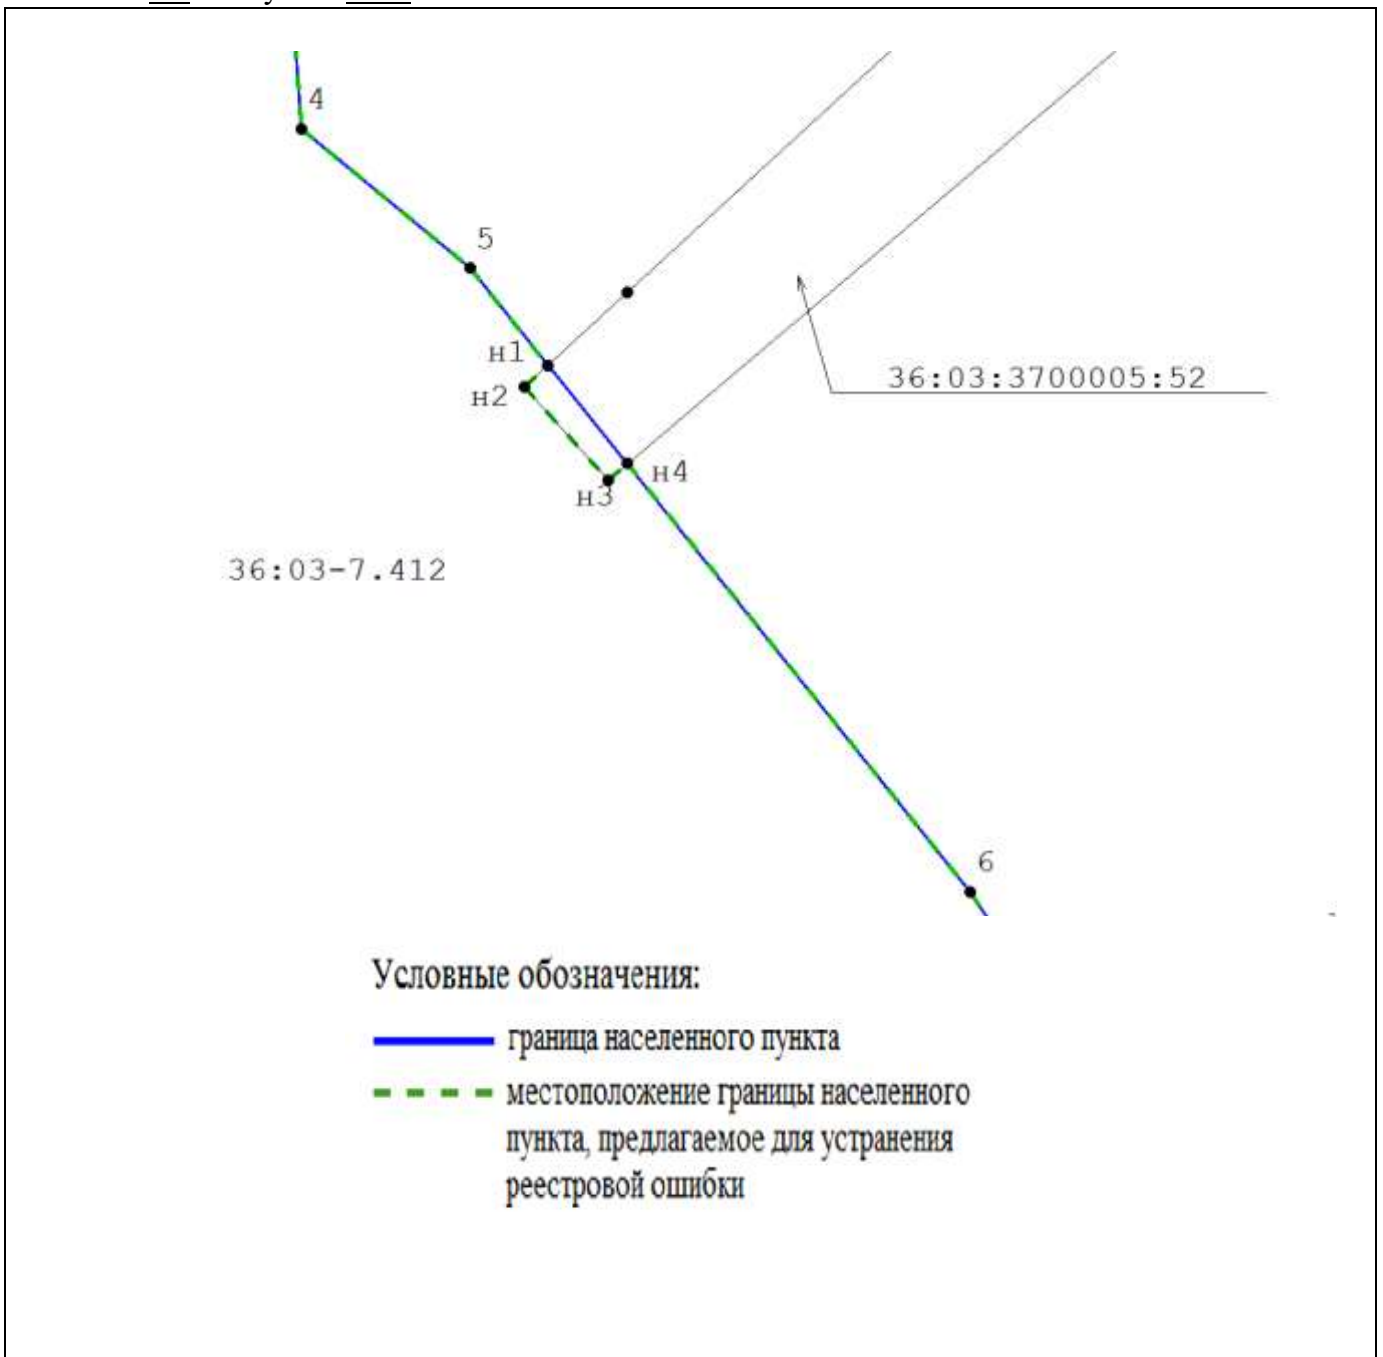 4
5
н1
н2
36:03:3700005:52
н4
н3
36:03-7.412
6
Условные обозначения:
граница населенного пункта
местоположение границы населенного
пункта, предлагаемое для устранения
реестровой ошибки